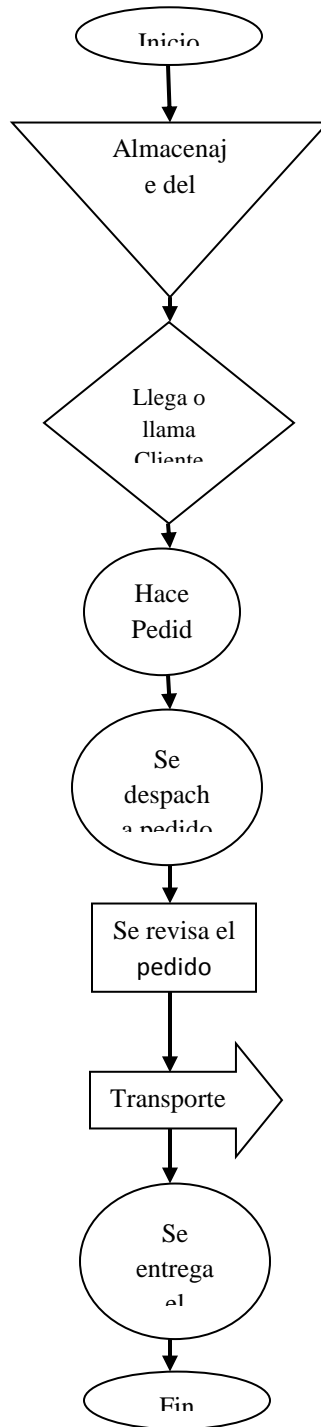 Inicio
Almacenaj
e del
Llega o
llama
Cliente
Hace
Pedid
Se
despach
a pedido
Se revisa el
pedido
Transporte
Se
entrega
el
Fin